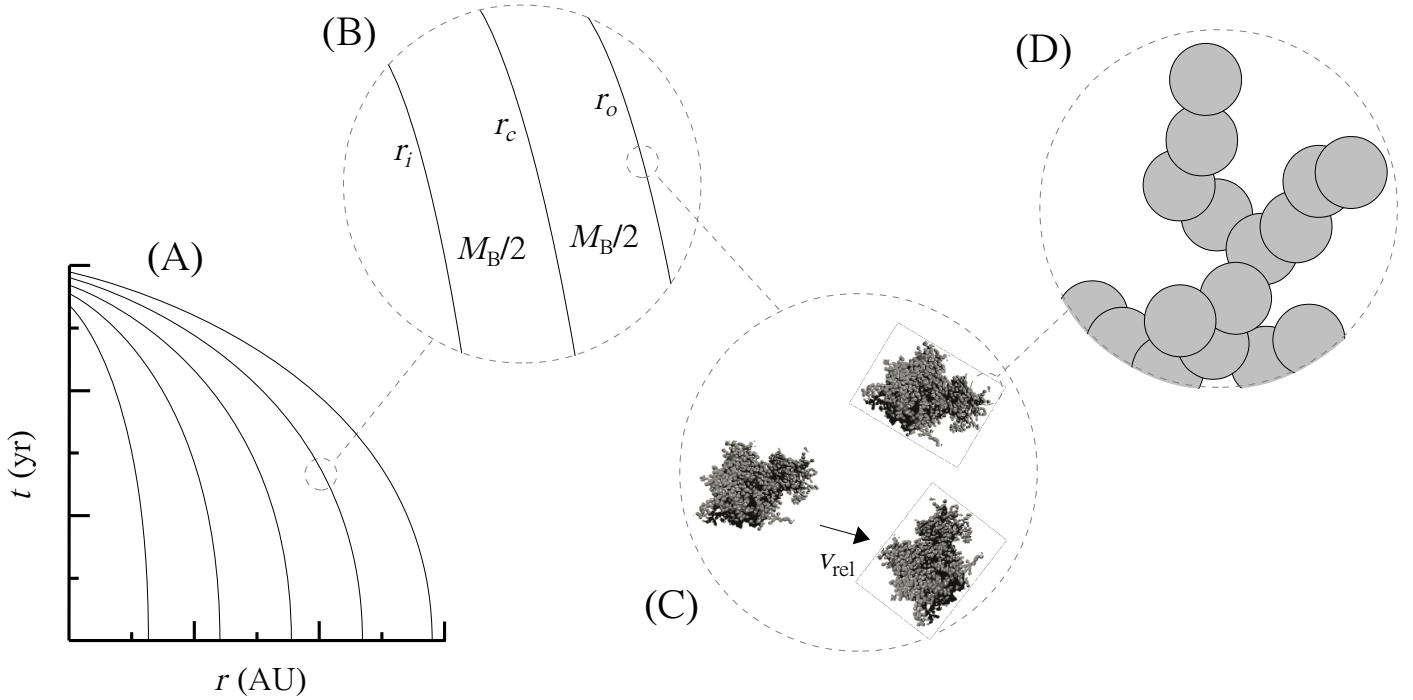 (A)
t (yr)
r (AU)
(B)
r_i
r_c
r_o
M_B/2
M_B/2
(C)
v_rel
(D)